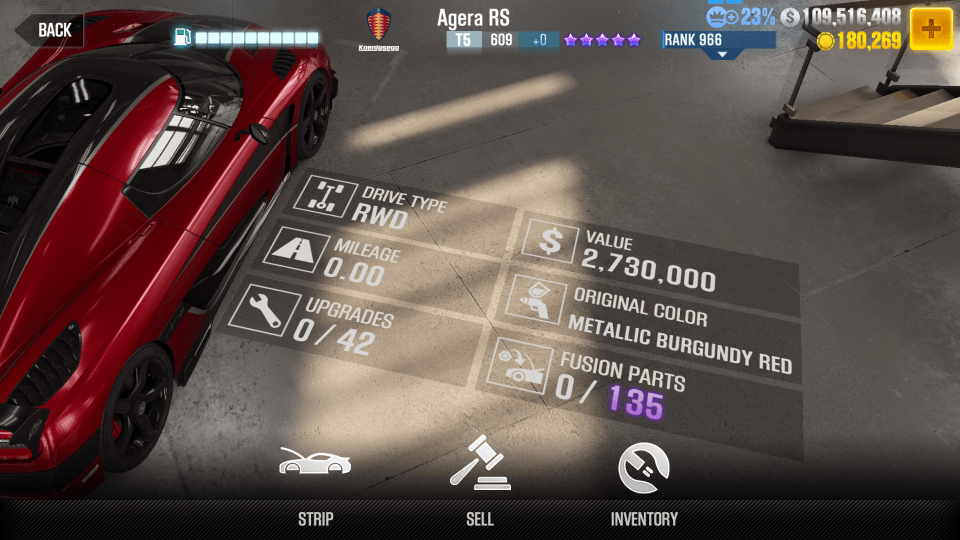 BACK
Koenigsegg
Agera RS
T5 609 +0
23%
109,516,408
RANK 966
180,269
DRIVE TYPE
RWD
MILEAGE
0.00
UPGRADES
0 / 42
$
VALUE
2,730,000
ORIGINAL COLOR
METALLIC BURGUNDY RED
FUSION PARTS
0 / 135
STRIP
SELL
INVENTORY